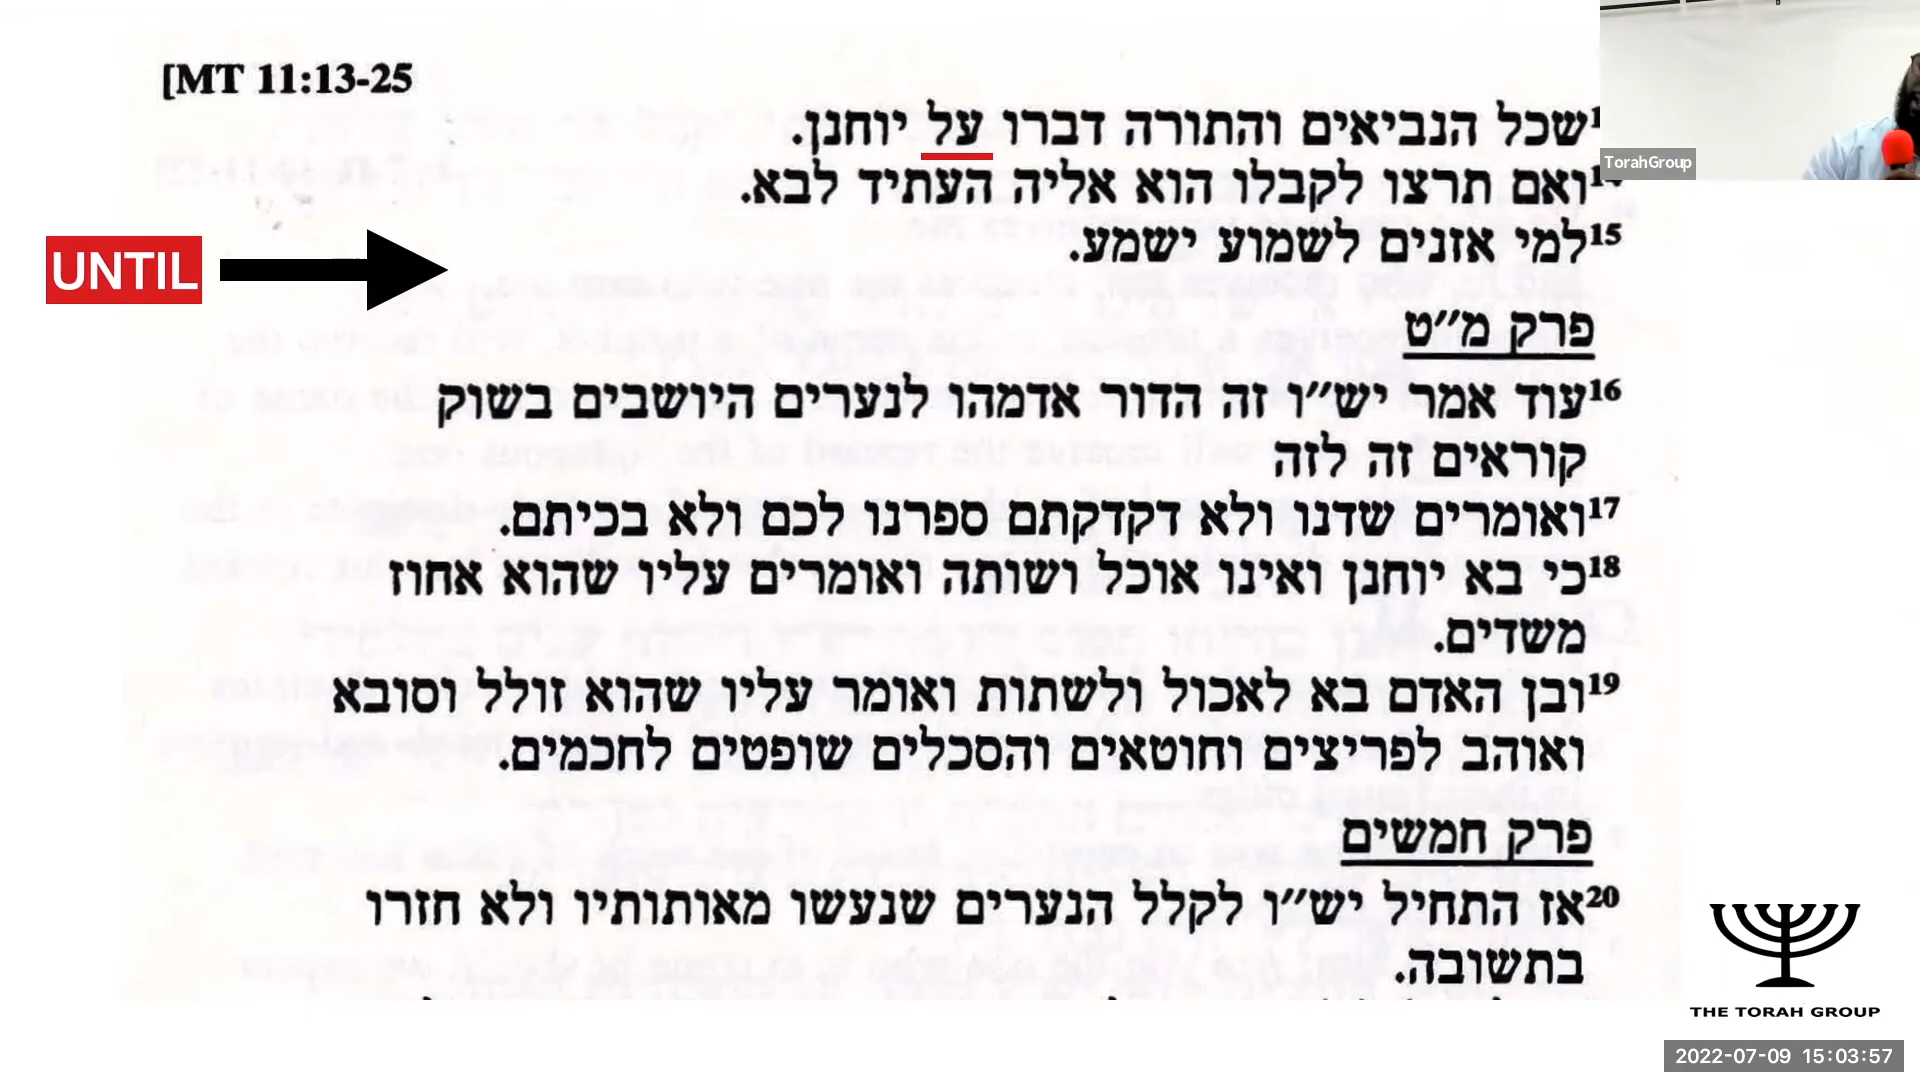 [MT 11:13-25
שכל הנביאים והתורה דברו על יוחנן.
TorahGroup
¹⁴ואם תרצו לקבלו הוא אליה העתיד לבא.
¹⁵למי אזנים לשמוע ישמע.
UNTIL
פרק מ״ט
¹⁶עוד אמר יש״ו זה הדור אדמהו לנערים היושבים בשוק
קוראים זה לזה
¹⁷ואומרים שדנו ולא דקדקתם ספרנו לכם ולא בכיתם.
¹⁸כי בא יוחנן ואינו אוכל ושותה ואומרים עליו שהוא אחוז
משדים.
¹⁹ובן האדם בא לאכול ולשתות ואומר עליו שהוא זולל וסובא
ואוהב לפריצים וחוטאים והסכלים שופטים לחכמים.
פרק חמשים
²⁰אז התחיל יש״ו לקלל הנערים שנעשו מאותותיו ולא חזרו
בתשובה.
THE TORAH GROUP
2022-07-09 15:03:57